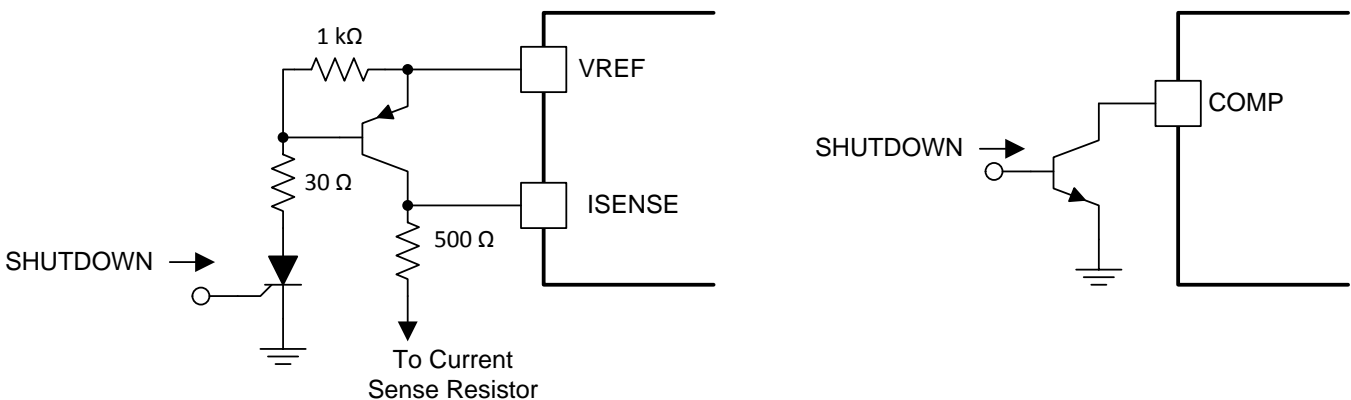 1 kΩ
VREF
30 Ω
ISENSE
500 Ω
SHUTDOWN
To Current
Sense Resistor
COMP
SHUTDOWN